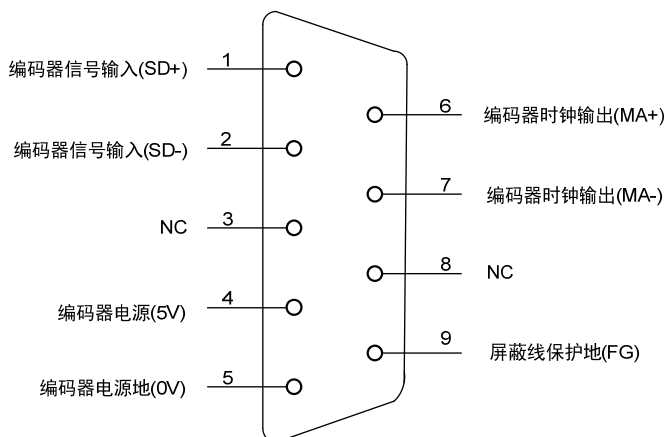 编码器信号输入(SD+) 1
6 编码器时钟输出(MA+)
编码器信号输入(SD-) 2
7 编码器时钟输出(MA-)
NC 3
8 NC
编码器电源(5V) 4
9 屏蔽线保护地(FG)
编码器电源地(0V) 5